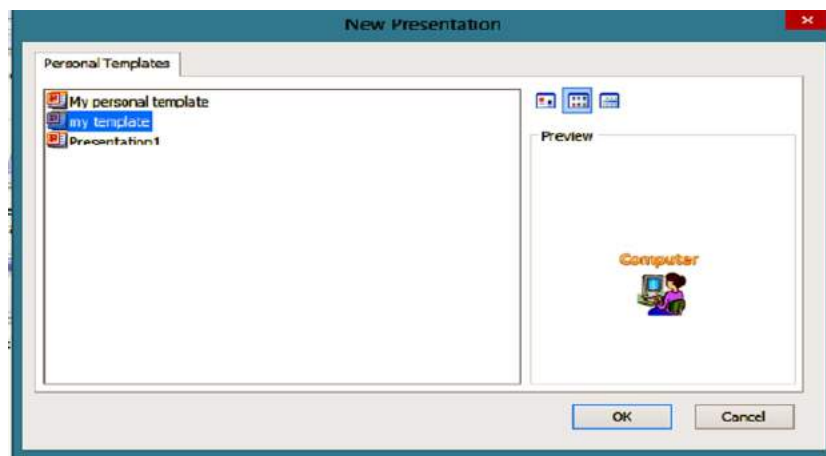 New Presentation
Personal Templates
My personal template
my template
Presentation1
Preview
Computer
OK
Cancel